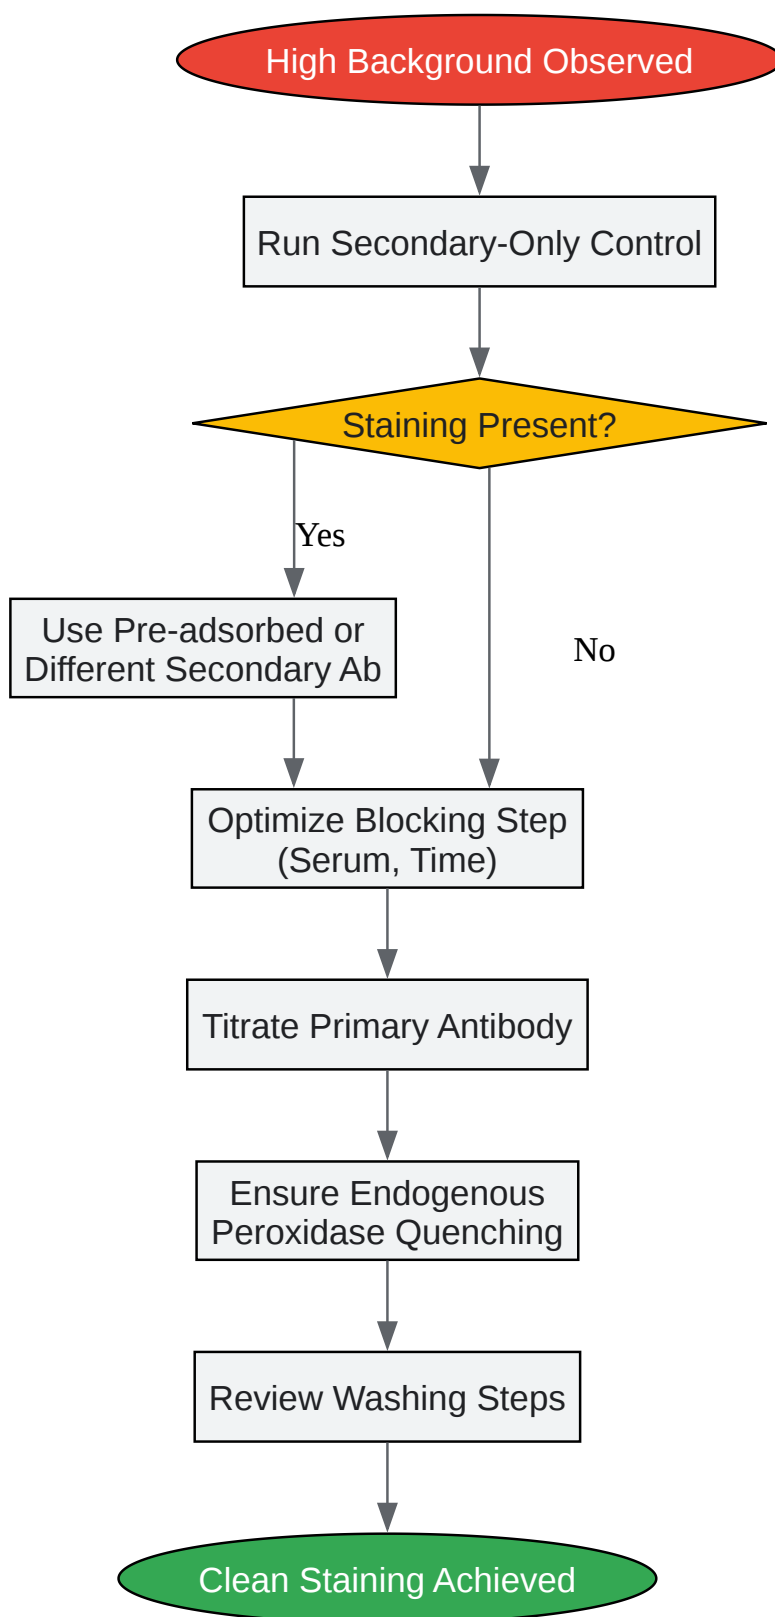 High Background Observed
Run Secondary-Only Control
Staining Present?
Yes
Use Pre-adsorbed or
Different Secondary Ab
No
Optimize Blocking Step
(Serum, Time)
Titrate Primary Antibody
Ensure Endogenous
Peroxidase Quenching
Review Washing Steps
Clean Staining Achieved